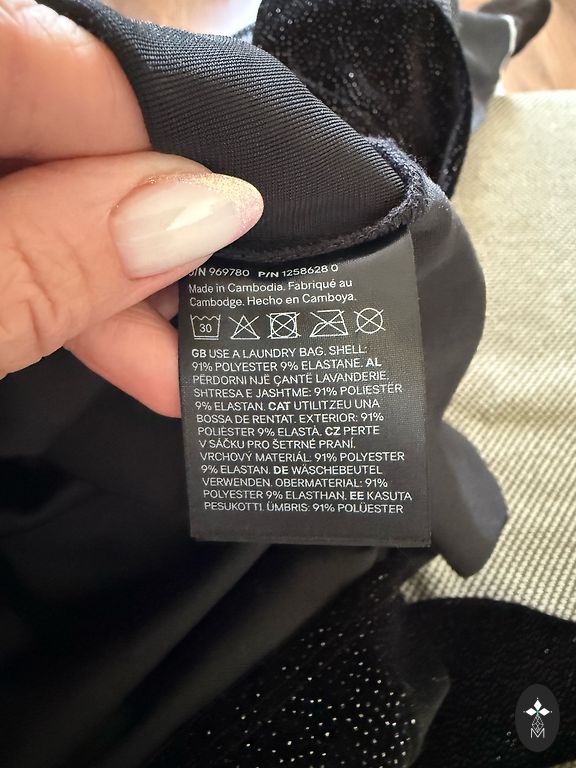 /N 969780 P/N 1258628 0
Made in Cambodia. Fabriqué au
Cambodge. Hecho en Camboya.
30
GB USE A LAUNDRY BAG. SHELL:
91% POLYESTER 9% ELASTANE. AL
PËRDORNI NJË ÇANTË LAVANDERIE.
SHTRESA E JASHTME: 91% POLIESTËR
9% ELASTAN. CAT UTILITZEU UNA
BOSSA DE RENTAT. EXTERIOR: 91%
POLIÈSTER 9% ELASTÀ. CZ PERTE
V SÁČKU PRO ŠETRNÉ PRANÍ.
VRCHOVÝ MATERIÁL: 91% POLYESTER
9% ELASTAN. DE WÄSCHEBEUTEL
VERWENDEN. OBERMATERIAL: 91%
POLYESTER 9% ELASTHAN. EE KASUTA
PESUKOTTI. ÜMBRIS: 91% POLÜESTER